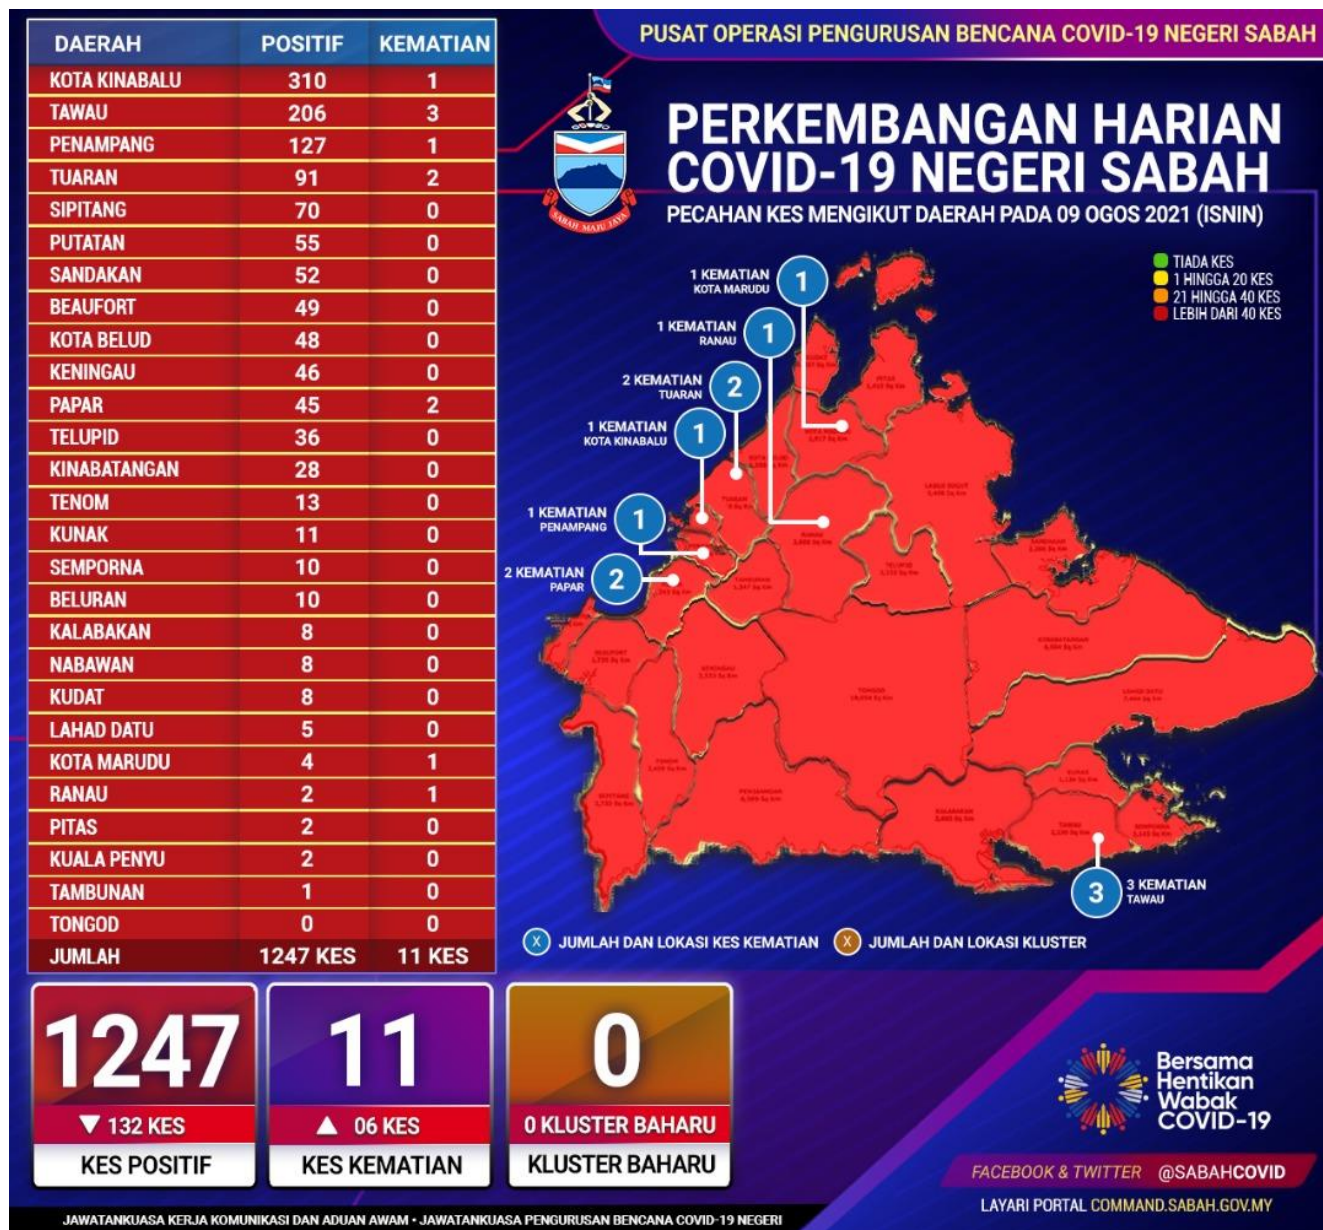 PUSAT OPERASI PENGURUSAN BENCANA COVID-19 NEGERI SABAH
PERKEMBANGAN HARIAN
COVID-19 NEGERI SABAH
PECAHAN KES MENGIKUT DAERAH PADA 09 OGOS 2021 (ISNIN)
SABAH MAJU JAYA
DAERAH POSITIF KEMATIAN
KOTA KINABALU 310 1
TAWAU 206 3
PENAMPANG 127 1
TUARAN 91 2
SIPITANG 70 0
PUTATAN 55 0
SANDAKAN 52 0
BEAUFORT 49 0
KOTA BELUD 48 0
KENINGAU 46 0
PAPAR 45 2
TELUPID 36 0
KINABATANGAN 28 0
TENOM 13 0
KUNAK 11 0
SEMPORNA 10 0
BELURAN 10 0
KALABAKAN 8 0
NABAWAN 8 0
KUDAT 8 0
LAHAD DATU 5 0
KOTA MARUDU 4 1
RANAU 2 1
PITAS 2 0
KUALA PENYU 2 0
TAMBUNAN 1 0
TONGOD 0 0
JUMLAH 1247 KES 11 KES
TIADA KES
1 HINGGA 20 KES
21 HINGGA 40 KES
LEBIH DARI 40 KES
1 KEMATIAN
KOTA MARUDU
1
1 KEMATIAN
RANAU
1
2 KEMATIAN
TUARAN
2
1 KEMATIAN
KOTA KINABALU
1
1 KEMATIAN
PENAMPANG
1
2 KEMATIAN
PAPAR
2
3
3 KEMATIAN
TAWAU
X JUMLAH DAN LOKASI KES KEMATIAN
X JUMLAH DAN LOKASI KLUSTER
1247
▼ 132 KES
KES POSITIF
11
▲ 06 KES
KES KEMATIAN
0
0 KLUSTER BAHARU
KLUSTER BAHARU
Bersama
Hentikan
Wabak
COVID-19
FACEBOOK & TWITTER @SABAHCOVID
LAYARI PORTAL COMMAND.SABAH.GOV.MY
JAWATANKUASA KERJA KOMUNIKASI DAN ADUAN AWAM • JAWATANKUASA PENGURUSAN BENCANA COVID-19 NEGERI